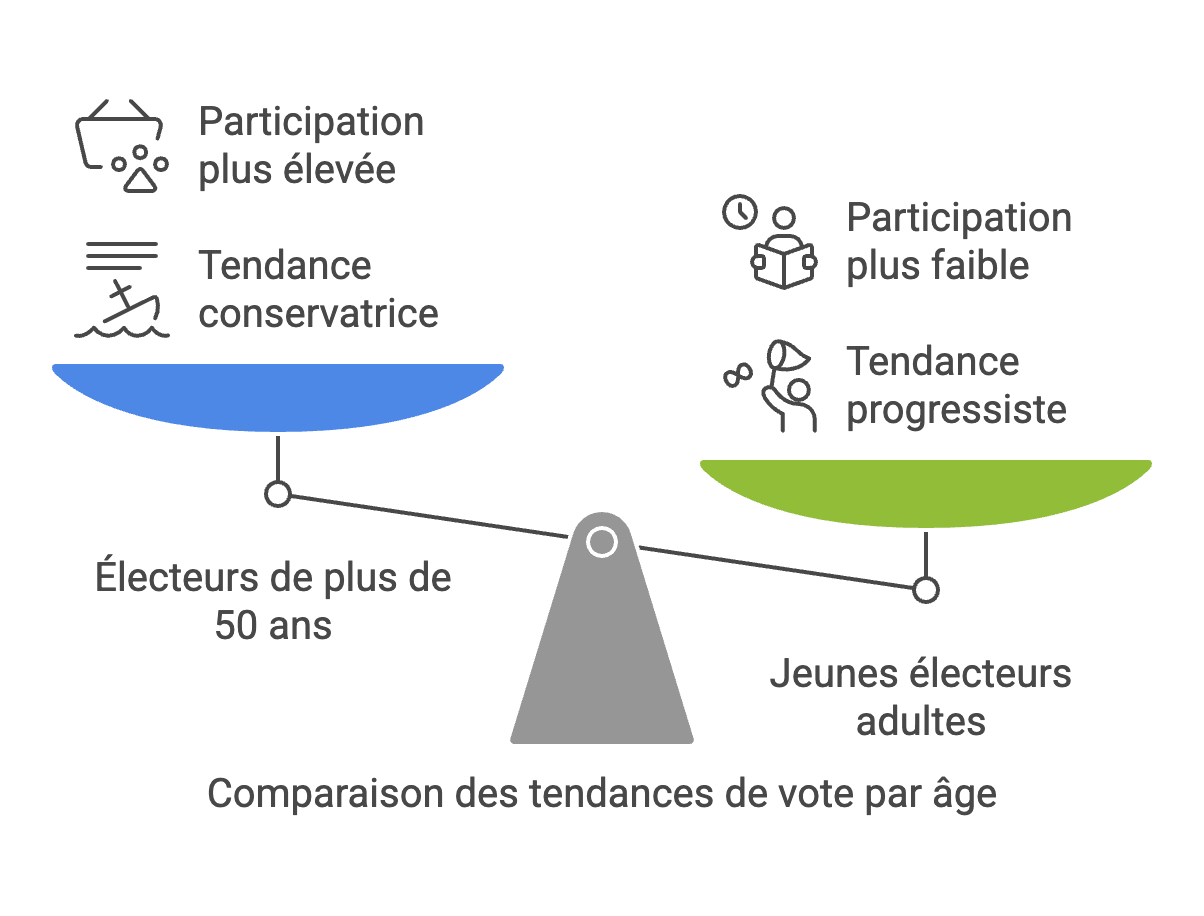 Participation
plus élevée
Tendance
conservatrice
Électeurs de plus de
50 ans
Participation
plus faible
Tendance
progressiste
Jeunes électeurs
adultes
Comparaison des tendances de vote par âge